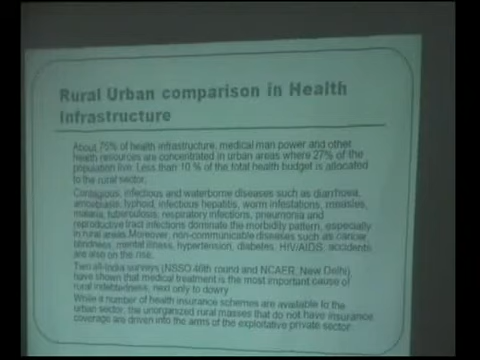 Rural Urban comparison in Health
Infrastructure
About 75% of health infrastructure, medical man power and other
health resources are concentrated in urban areas where 27% of the
population live. Less than 10 % of the total health budget is allocated
to the rural sector.
Contagious, infectious and waterborne diseases such as diarrhoea,
amoebiasis, typhoid, infectious hepatitis, worm infestations, measles,
malaria, tuberculosis, respiratory infections, pneumonia and
reproductive tract infections dominate the morbidity pattern, especially
in rural areas.Moreover, non-communicable diseases such as cancer,
blindness, mental illness, hypertension, diabetes, HIV/AIDS, accidents
are also on the rise.
Two all-India surveys (NSSO 46th round and NCAER, New Delhi)
have shown that medical treatment is the most important cause of
rural indebtedness, next only to dowry
While a number of health insurance schemes are available to the
urban sector, the unorganized rural masses that do not have insurance
coverage are driven into the arms of the exploitative private sector